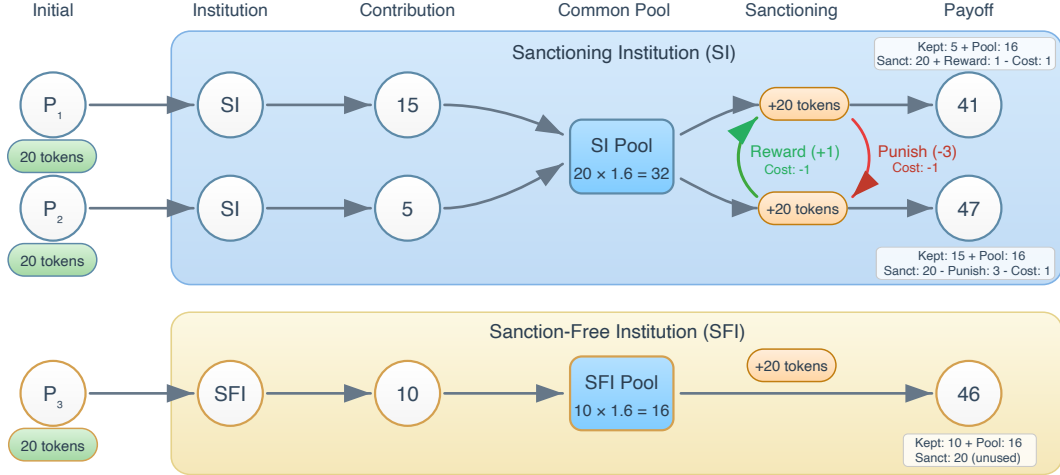 Initial
Institution
Contribution
Common Pool
Sanctioning
Payoff
Sanctioning Institution (SI)
Kept: 5 + Pool: 16
Sanct: 20 + Reward: 1 - Cost: 1
P1
SI
15
+20 tokens
41
20 tokens
SI Pool
20 × 1.6 = 32
Reward (+1)
Cost: -1
Punish (-3)
Cost: -1
P2
SI
5
+20 tokens
47
20 tokens
Kept: 15 + Pool: 16
Sanct: 20 - Punish: 3 - Cost: 1
Sanction-Free Institution (SFI)
P3
SFI
10
SFI Pool
10 × 1.6 = 16
+20 tokens
46
20 tokens
Kept: 10 + Pool: 16
Sanct: 20 (unused)